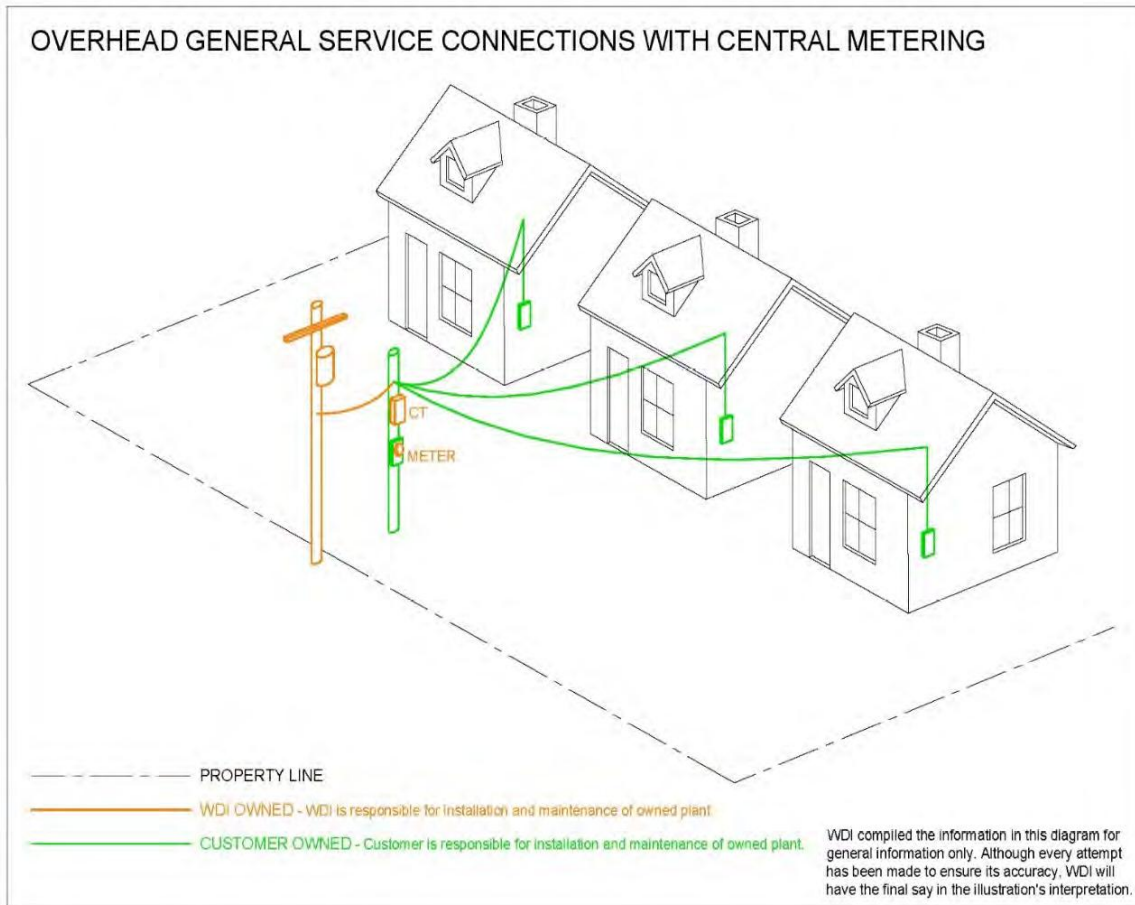 OVERHEAD GENERAL SERVICE CONNECTIONS WITH CENTRAL METERING
CT
METER
PROPERTY LINE
WDI OWNED - WDI is responsible for installation and maintenance of owned plant
CUSTOMER OWNED - Customer is responsible for installation and maintenance of owned plant.
WDI compiled the information in this diagram for
general information only. Although every attempt
has been made to ensure its accuracy, WDI will
have the final say in the illustration's interpretation.